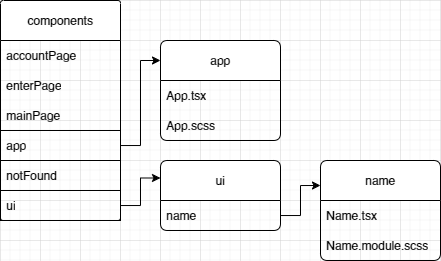 components
accountPage
enterPage
mainPage
app
notFound
ui
app
App.tsx
App.scss
ui
name
name
Name.tsx
Name.module.scss